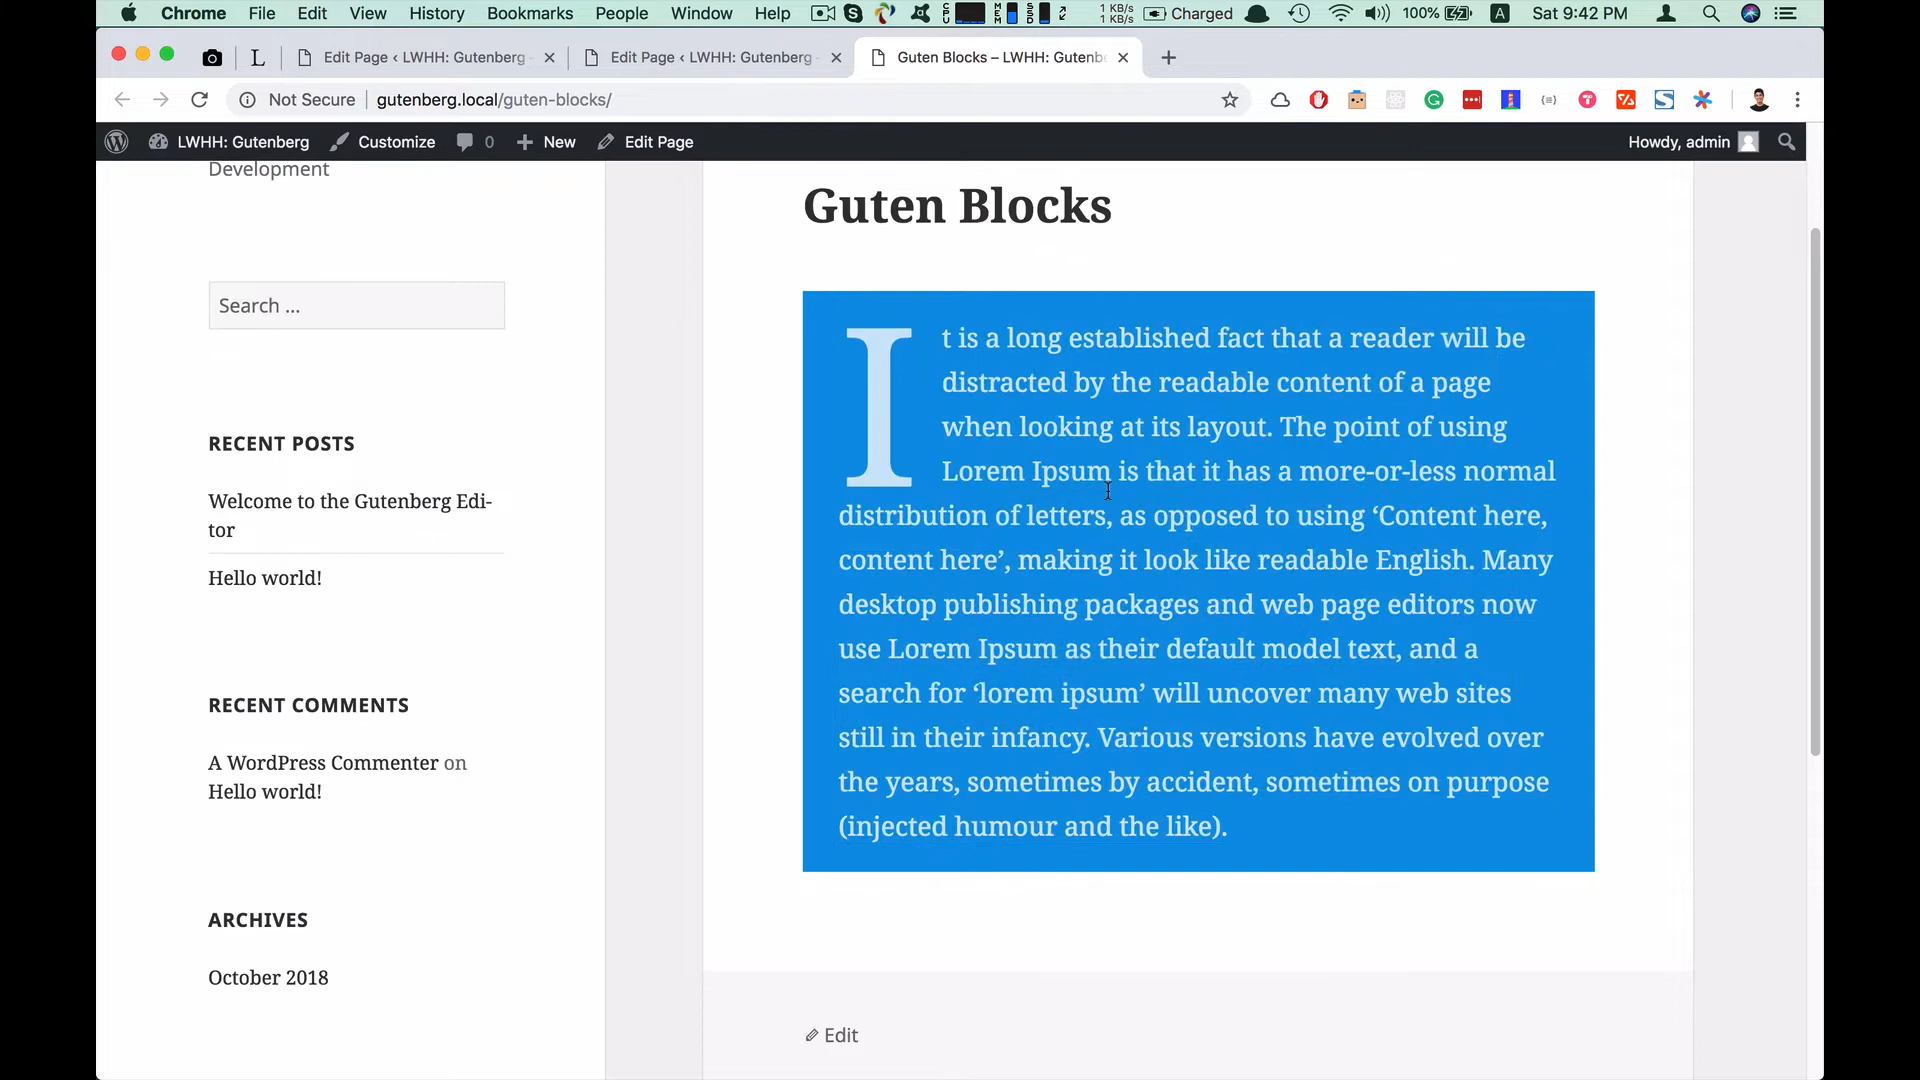 Chrome File Edit View History Bookmarks People Window Help
1 KB/s
1 KB/s
Charged 100% A Sat 9:42 PM
L Edit Page ‹ LWHH: Gutenberg Edit Page ‹ LWHH: Gutenberg Guten Blocks – LWHH: Gutenb
Not Secure gutenberg.local/guten-blocks/
LWHH: Gutenberg Customize 0 New Edit Page Howdy, admin
Development
Search ...
RECENT POSTS
Welcome to the Gutenberg Edi-
tor
Hello world!
RECENT COMMENTS
A WordPress Commenter on
Hello world!
ARCHIVES
October 2018
Guten Blocks
It is a long established fact that a reader will be
distracted by the readable content of a page
when looking at its layout. The point of using
Lorem Ipsum is that it has a more-or-less normal
distribution of letters, as opposed to using ‘Content here,
content here’, making it look like readable English. Many
desktop publishing packages and web page editors now
use Lorem Ipsum as their default model text, and a
search for ‘lorem ipsum’ will uncover many web sites
still in their infancy. Various versions have evolved over
the years, sometimes by accident, sometimes on purpose
(injected humour and the like).
Edit